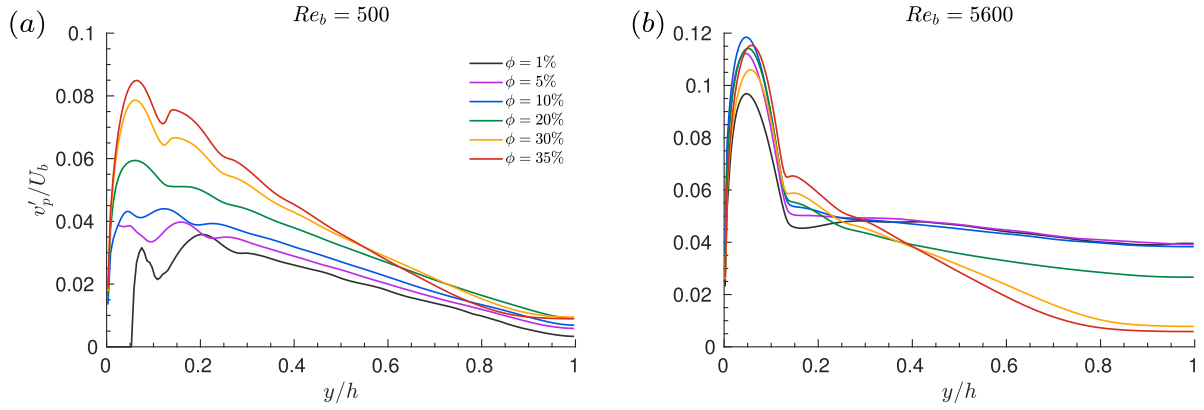 (a)
Re_b = 500
0.1
0.08
0.06
0.04
0.02
0
v'_p/U_b
ϕ = 1%
ϕ = 5%
ϕ = 10%
ϕ = 20%
ϕ = 30%
ϕ = 35%
0 0.2 0.4 0.6 0.8 1
y/h
(b)
Re_b = 5600
0.12
0.1
0.08
0.06
0.04
0.02
0
0 0.2 0.4 0.6 0.8 1
y/h